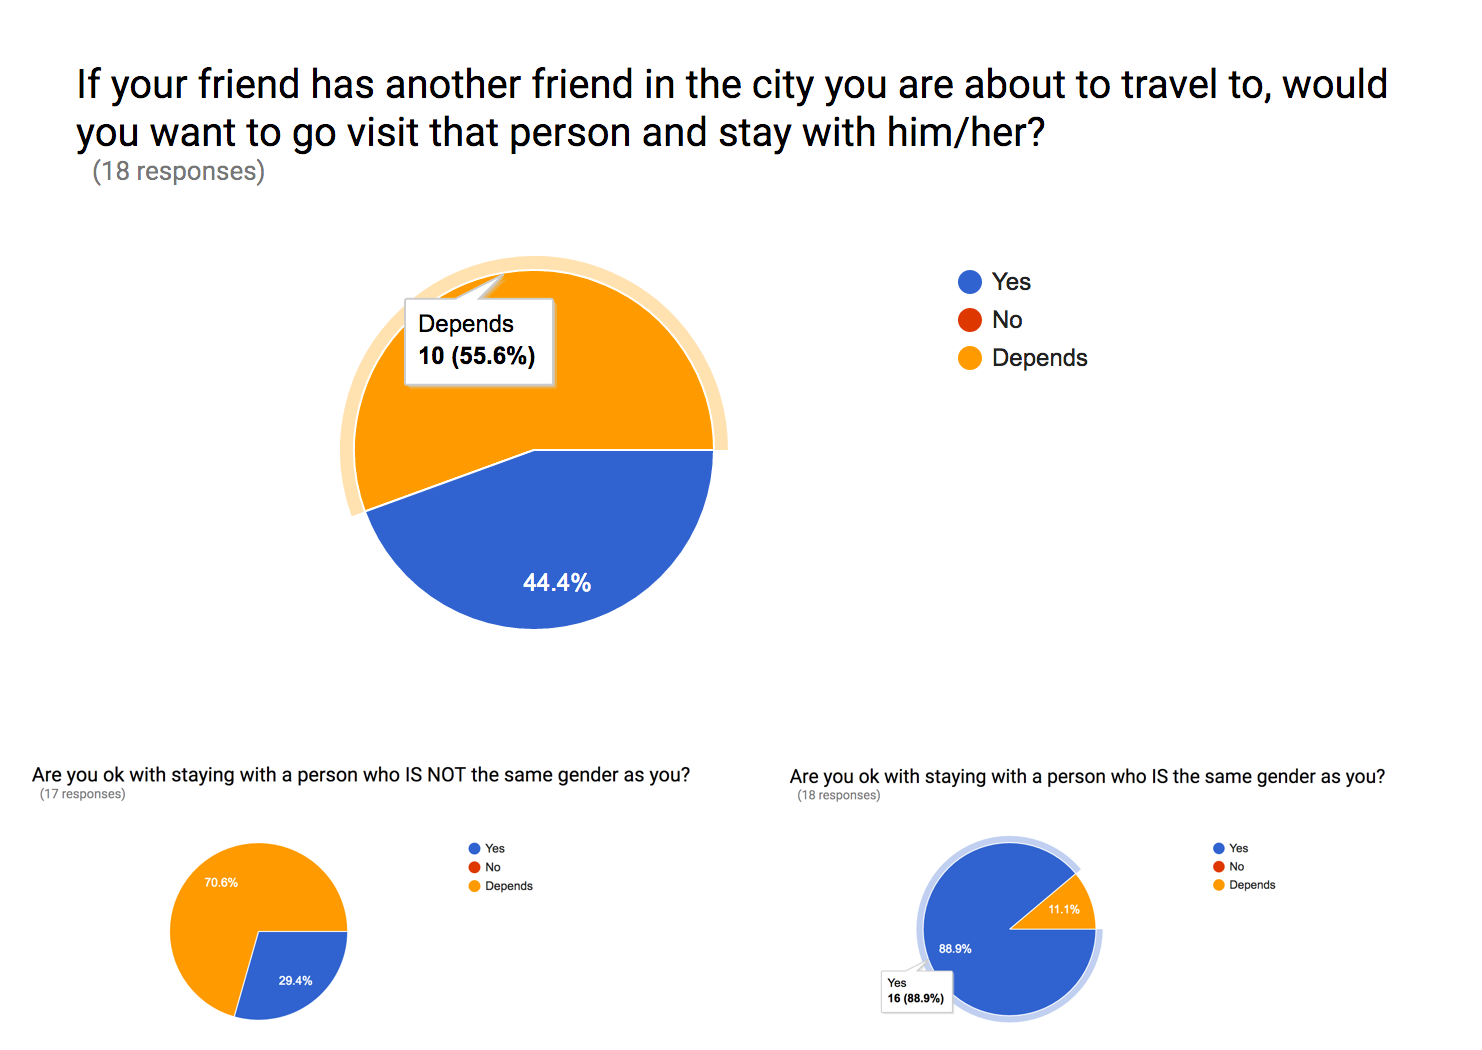 If your friend has another friend in the city you are about to travel to, would
you want to go visit that person and stay with him/her?
(18 responses)
Depends
10 (55.6%)
44.4%
Yes
No
Depends
Are you ok with staying with a person who IS NOT the same gender as you?
(17 responses)
70.6%
29.4%
Yes
No
Depends
Are you ok with staying with a person who IS the same gender as you?
(18 responses)
11.1%
88.9%
Yes
16 (88.9%)
Yes
No
Depends